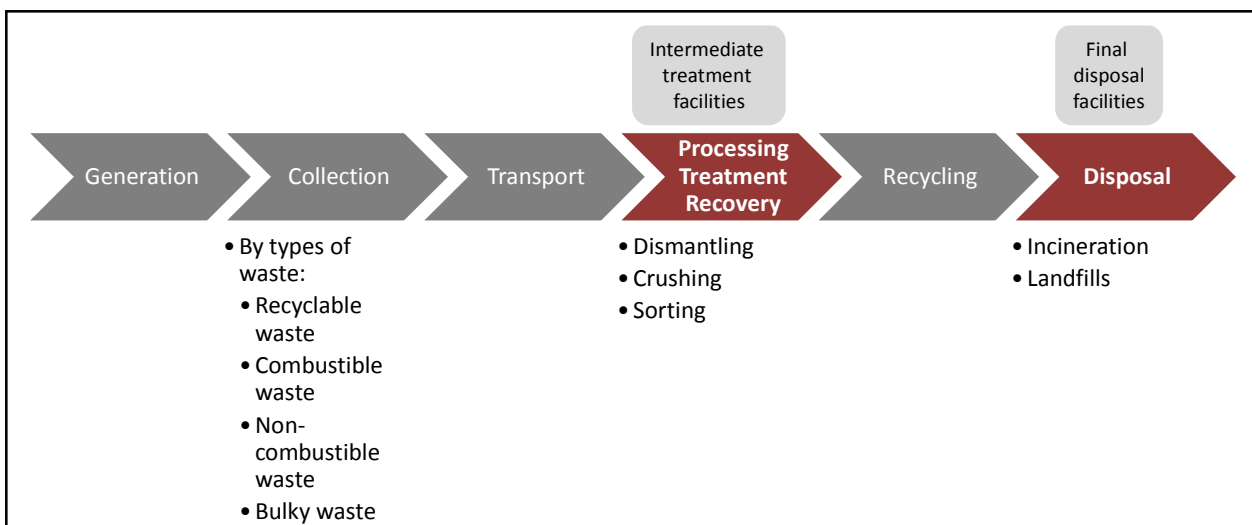 Intermediate
treatment
facilities
Final
disposal
facilities
Generation
Collection
Transport
Processing
Treatment
Recovery
Recycling
Disposal
• By types of
waste:
• Recyclable
waste
• Combustible
waste
• Non-
combustible
waste
• Bulky waste
• Dismantling
• Crushing
• Sorting
• Incineration
• Landfills